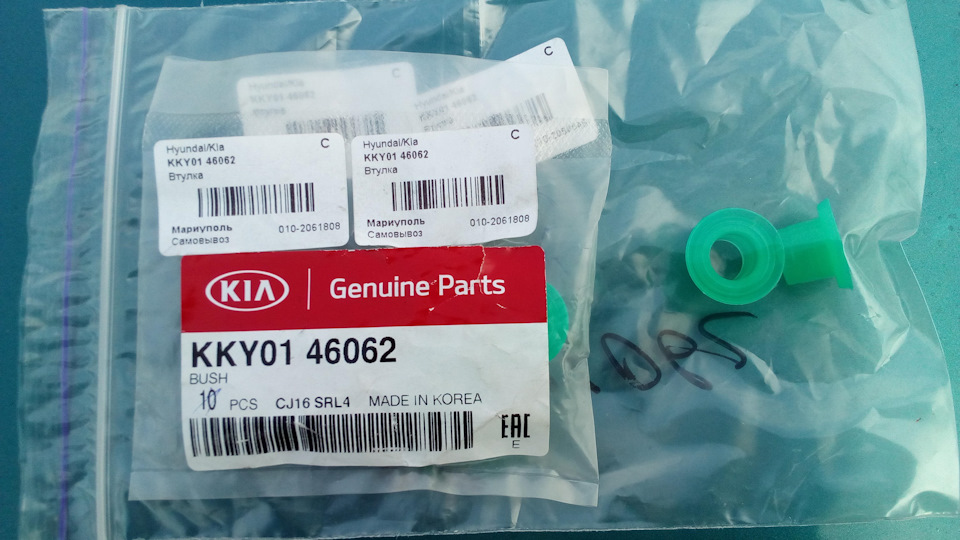 C
C
Hyundai/Kia C
KKY01 46062
Втулка
Мариуполь 010-2061808
Самовывоз
Hyundai/Kia C
KKY01 46062
Втулка
Мариуполь 010-2061808
Самовывоз
KIA Genuine Parts
KKY01 46062
BUSH
10 PCS CJ16 SRL4 MADE IN KOREA
EAC
E